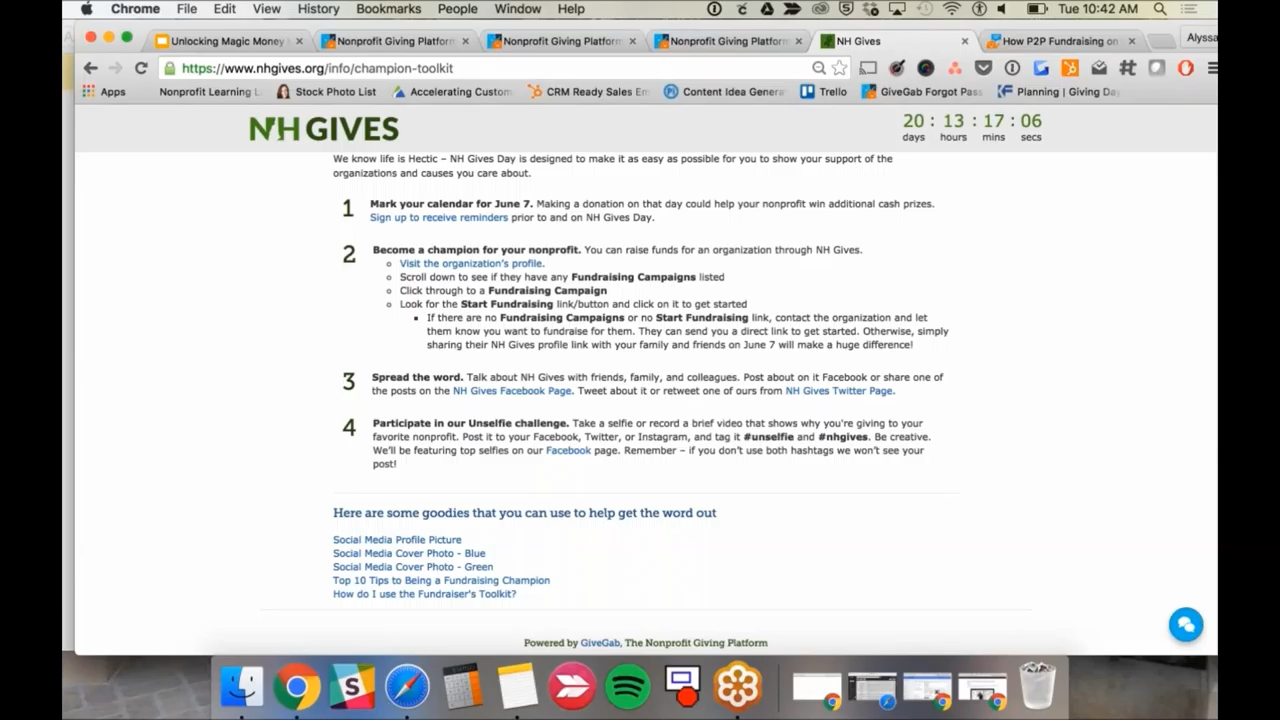 Chrome File Edit View History Bookmarks People Window Help Tue 10:42 AM
Unlocking Magic Money Nonprofit Giving Platform Nonprofit Giving Platform Nonprofit Giving Platform NH Gives How P2P Fundraising on Alyssa
https://www.nhgives.org/info/champion-toolkit
Apps Nonprofit Learning Stock Photo List Accelerating Custom CRM Ready Sales Content Idea Genera Trello GiveGab Forgot Pas Planning | Giving Day
NH GIVES
20 : 13 : 17 : 06
days hours mins secs
We know life is Hectic – NH Gives Day is designed to make it as easy as possible for you to show your support of the
organizations and causes you care about.
1 Mark your calendar for June 7. Making a donation on that day could help your nonprofit win additional cash prizes.
Sign up to receive reminders prior to and on NH Gives Day.
2 Become a champion for your nonprofit. You can raise funds for an organization through NH Gives.
Visit the organization's profile.
Scroll down to see if they have any Fundraising Campaigns listed
Click through to a Fundraising Campaign
Look for the Start Fundraising link/button and click on it to get started
If there are no Fundraising Campaigns or no Start Fundraising link, contact the organization and let
them know you want to fundraise for them. They can send you a direct link to get started. Otherwise, simply
sharing their NH Gives profile link with your family and friends on June 7 will make a huge difference!
3 Spread the word. Talk about NH Gives with friends, family, and colleagues. Post about on it Facebook or share one of
the posts on the NH Gives Facebook Page. Tweet about it or retweet one of ours from NH Gives Twitter Page.
4 Participate in our Unselfie challenge. Take a selfie or record a brief video that shows why you're giving to your
favorite nonprofit. Post it to your Facebook, Twitter, or Instagram, and tag it #unselfie and #nhgives. Be creative.
We'll be featuring top selfies on our Facebook page. Remember – if you don't use both hashtags we won't see your
post!
Here are some goodies that you can use to help get the word out
Social Media Profile Picture
Social Media Cover Photo - Blue
Social Media Cover Photo - Green
Top 10 Tips to Being a Fundraising Champion
How do I use the Fundraiser's Toolkit?
Powered by GiveGab, The Nonprofit Giving Platform